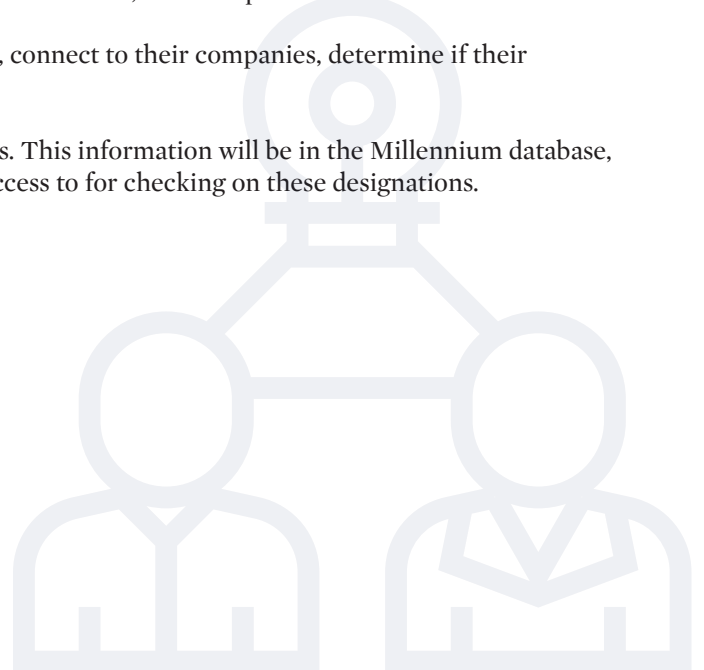 , connect to their companies, determine if their
s. This information will be in the Millennium database,
ccess to for checking on these designations.